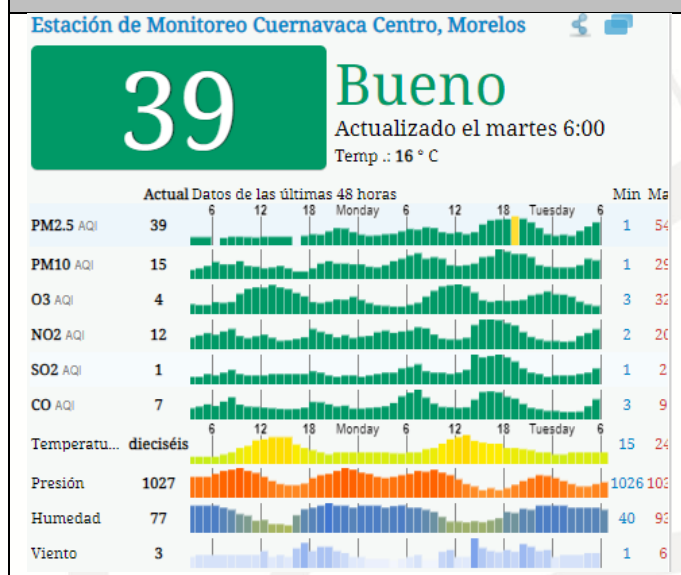 Estación de Monitoreo Cuernavaca Centro, Morelos
39
Bueno
Actualizado el martes 6:00
Temp .: 16 ° C
Actual Datos de las últimas 48 horas Min Ma
6 12 18 Monday 6 12 18 Tuesday 6
PM2.5 AQI 39 1 54
PM10 AQI 15 1 29
O3 AQI 4 3 32
NO2 AQI 12 2 20
SO2 AQI 1 1 2
CO AQI 7 3 9
6 12 18 Monday 6 12 18 Tuesday 6
Temperatu... dieciséis 15 24
Presión 1027 1026 103
Humedad 77 40 93
Viento 3 1 6